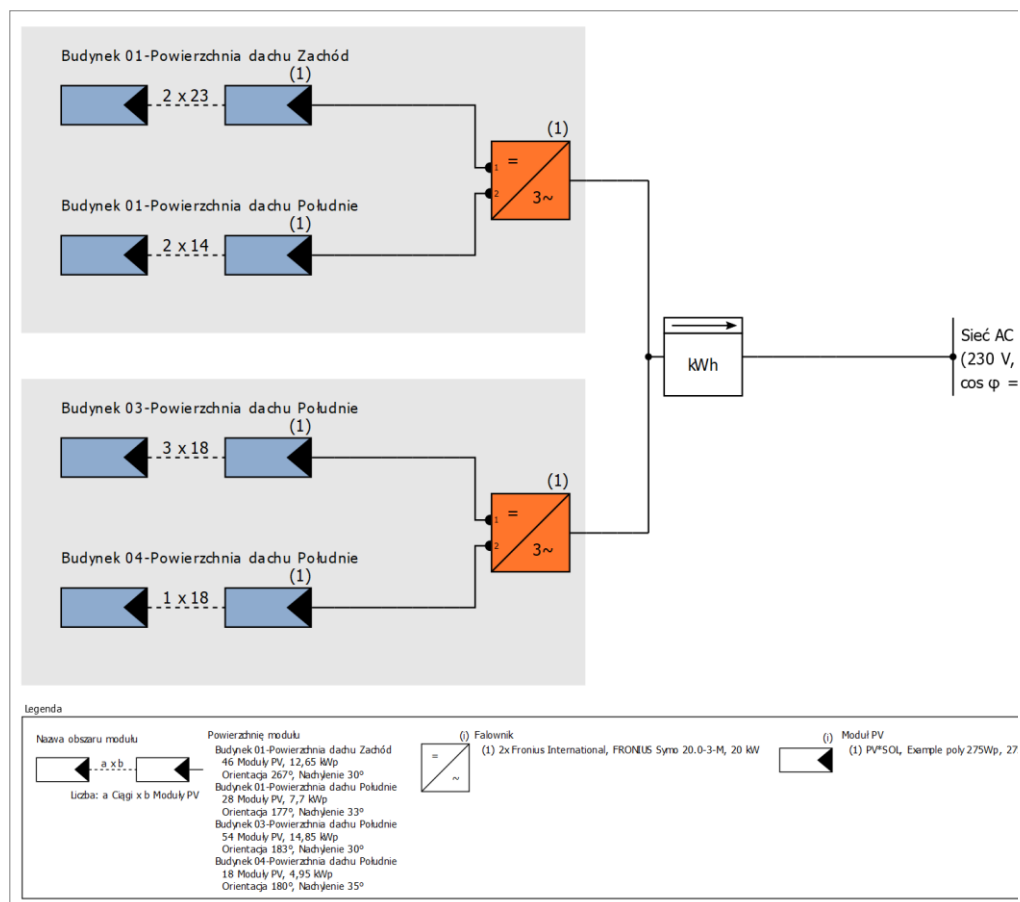 Budynek 01-Powierzchnia dachu Zachód
(1)
2 x 23
(1)
1
=
2
3~
Budynek 01-Powierzchnia dachu Południe
(1)
2 x 14
kWh
Sieć AC
(230 V,
cos φ =
Budynek 03-Powierzchnia dachu Południe
(1)
3 x 18
(1)
1
=
2
3~
Budynek 04-Powierzchnia dachu Południe
(1)
1 x 18
Legenda
Nazwa obszaru modułu
a x b
Liczba: a Ciągi x b Moduły PV
Powierzchnię modułu
Budynek 01-Powierzchnia dachu Zachód
46 Moduły PV, 12,65 kWp
Orientacja 267°, Nachylenie 30°
Budynek 01-Powierzchnia dachu Południe
28 Moduły PV, 7,7 kWp
Orientacja 177°, Nachylenie 33°
Budynek 03-Powierzchnia dachu Południe
54 Moduły PV, 14,85 kWp
Orientacja 183°, Nachylenie 30°
Budynek 04-Powierzchnia dachu Południe
18 Moduły PV, 4,95 kWp
Orientacja 180°, Nachylenie 35°
=
~
(i) Falownik
(1) 2x Fronius International, FRONIUS Symo 20.0-3-M, 20 kW
(i) Moduł PV
(1) PV*SOL, Example poly 275Wp, 27